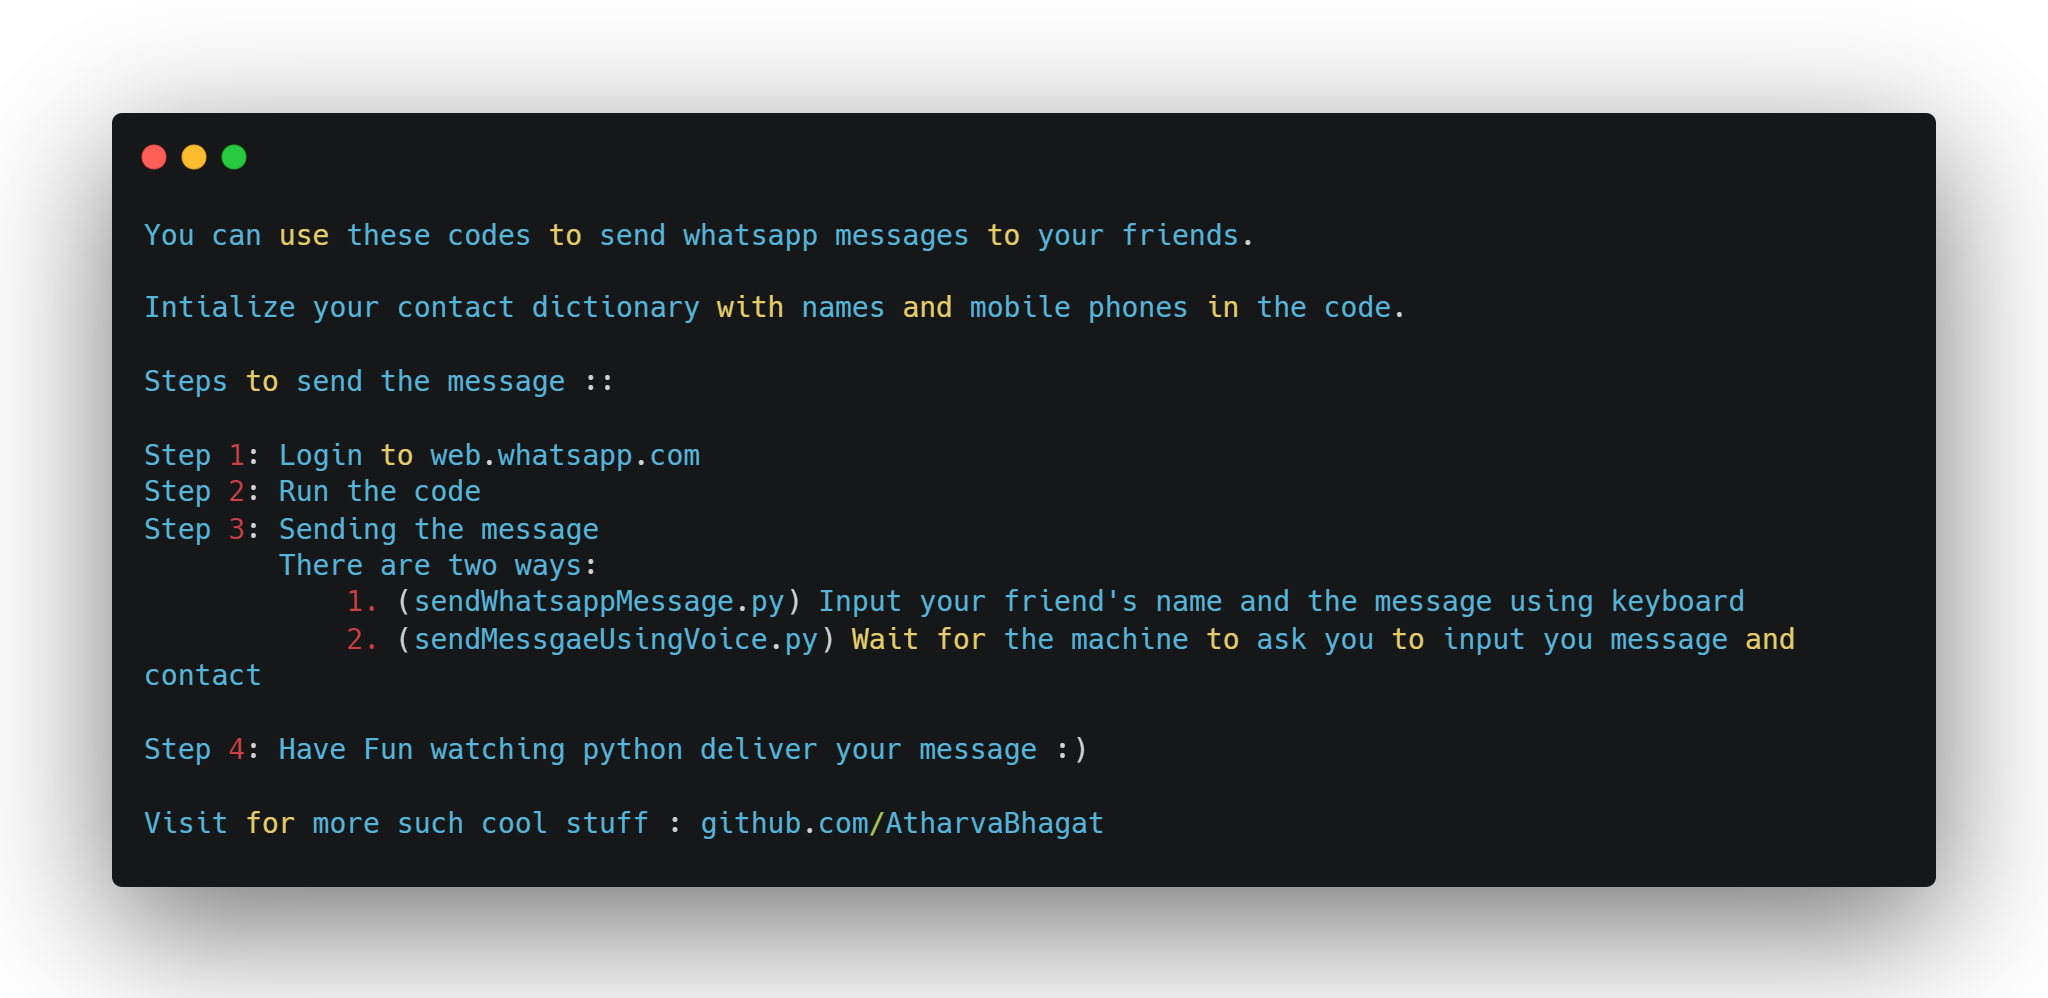 You can use these codes to send whatsapp messages to your friends.
Intialize your contact dictionary with names and mobile phones in the code.
Steps to send the message ::
Step 1: Login to web.whatsapp.com
Step 2: Run the code
Step 3: Sending the message
There are two ways:
1. (sendWhatsappMessage.py) Input your friend's name and the message using keyboard
2. (sendMessgaeUsingVoice.py) Wait for the machine to ask you to input you message and
contact
Step 4: Have Fun watching python deliver your message :)
Visit for more such cool stuff : github.com/AtharvaBhagat